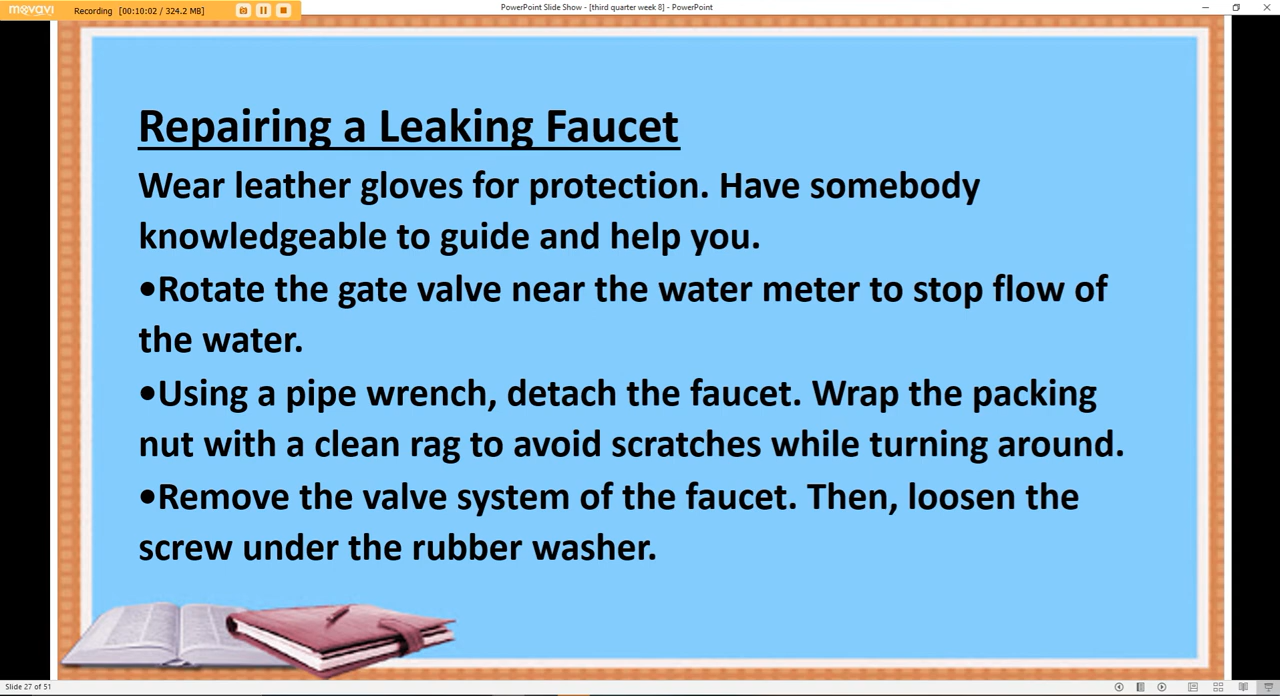 movavi Recording [00:10:02 / 324.2 MB]
PowerPoint Slide Show - [third quarter week 8] - PowerPoint
Repairing a Leaking Faucet
Wear leather gloves for protection. Have somebody
knowledgeable to guide and help you.
•Rotate the gate valve near the water meter to stop flow of
the water.
•Using a pipe wrench, detach the faucet. Wrap the packing
nut with a clean rag to avoid scratches while turning around.
•Remove the valve system of the faucet. Then, loosen the
screw under the rubber washer.
Slide 27 of 51